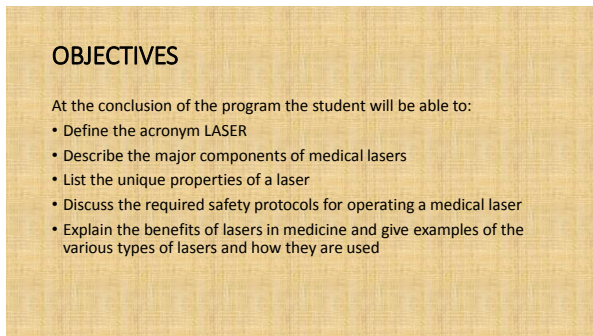 OBJECTIVES
At the conclusion of the program the student will be able to:
• Define the acronym LASER
• Describe the major components of medical lasers
• List the unique properties of a laser
• Discuss the required safety protocols for operating a medical laser
• Explain the benefits of lasers in medicine and give examples of the
various types of lasers and how they are used